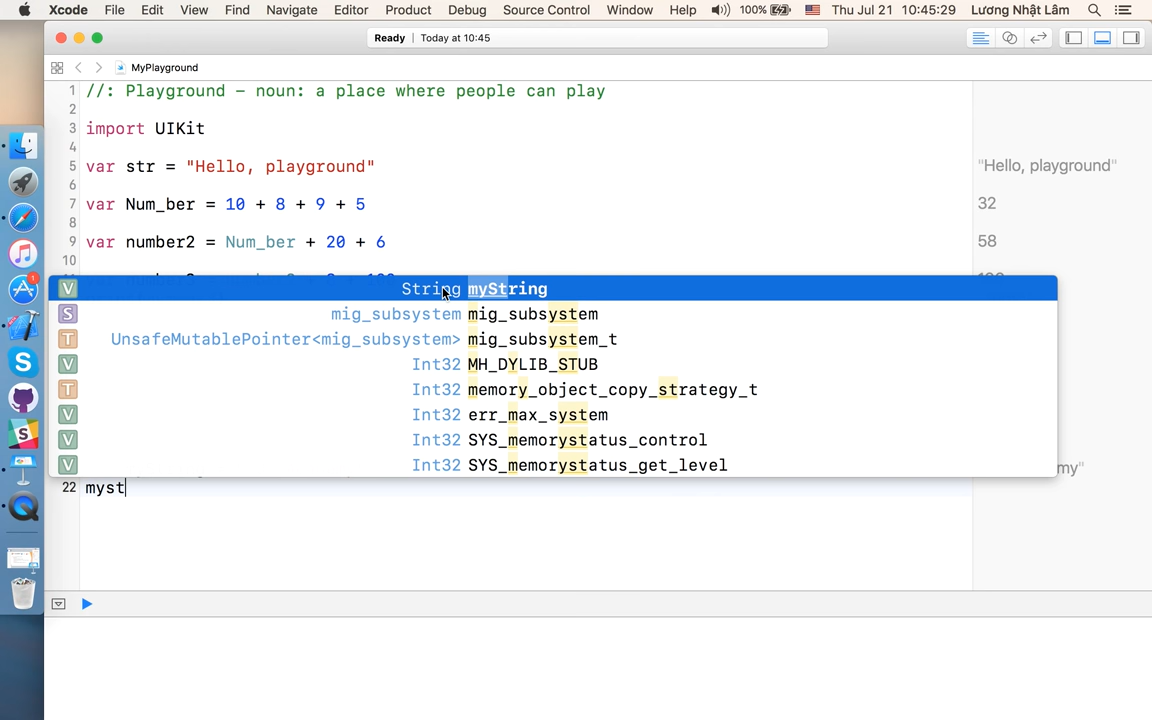 Xcode File Edit View Find Navigate Editor Product Debug Source Control Window Help 100% Thu Jul 21 10:45:29 Lương Nhật Lâm
Ready | Today at 10:45
MyPlayground
1 //: Playground - noun: a place where people can play
2
3 import UIKit
4
5 var str = "Hello, playground" "Hello, playground"
6
7 var Num_ber = 10 + 8 + 9 + 5 32
8
9 var number2 = Num_ber + 20 + 6 58
10
V String myString
S mig_subsystem mig_subsystem
T UnsafeMutablePointer<mig_subsystem> mig_subsystem_t
V Int32 MH_DYLIB_STUB
T Int32 memory_object_copy_strategy_t
V Int32 err_max_system
V Int32 SYS_memorystatus_control
V Int32 SYS_memorystatus_get_level
my"
22 myst